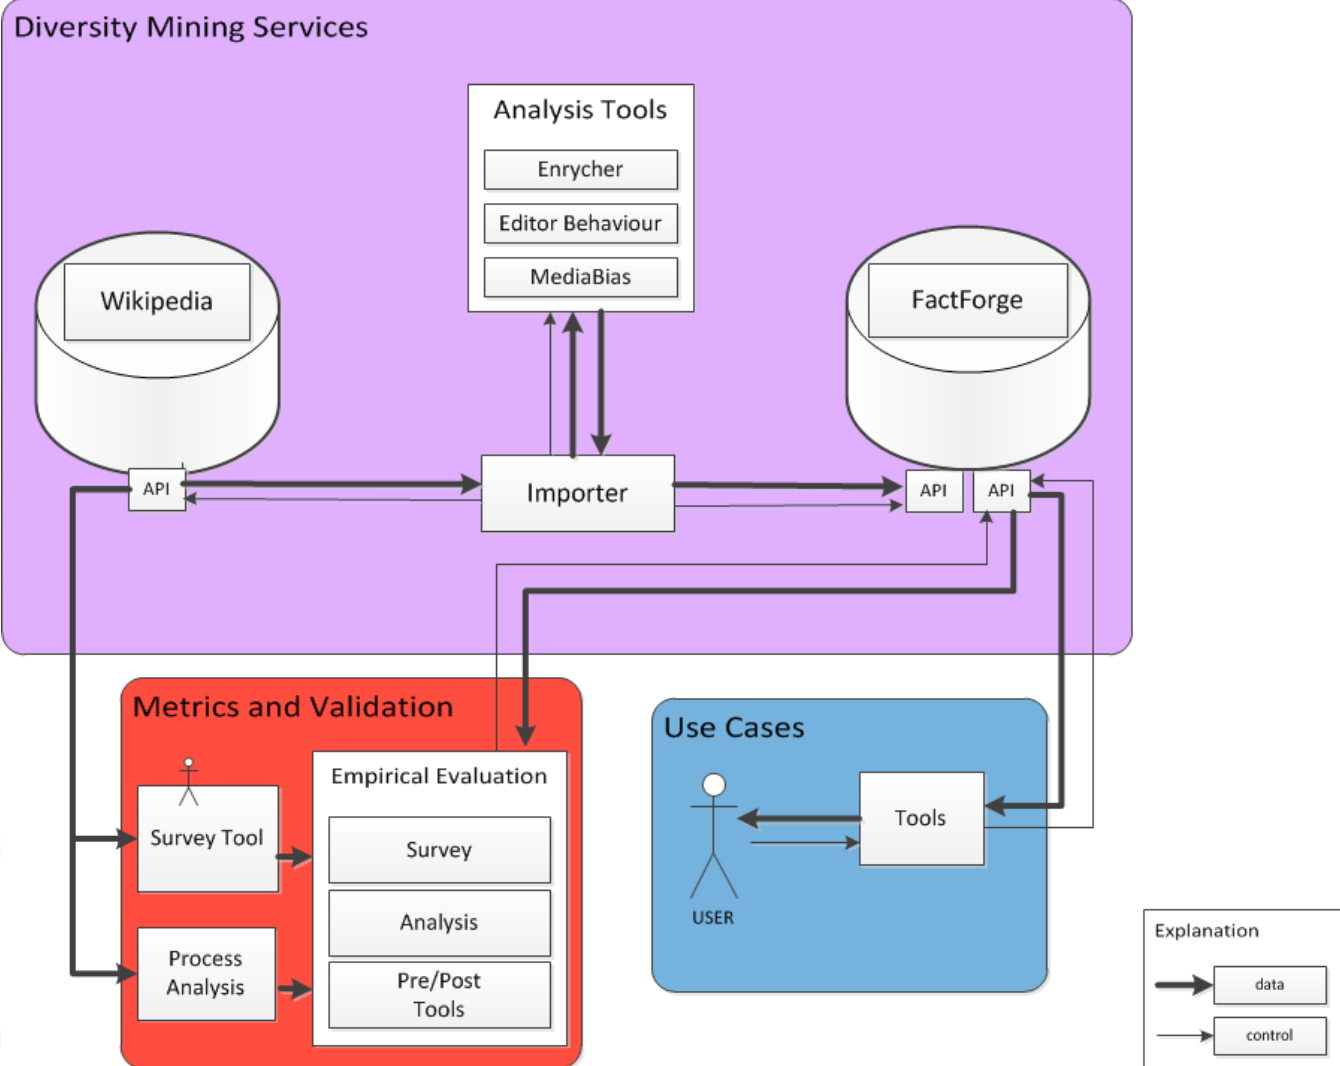 Diversity Mining Services
Analysis Tools
Enrycher
Editor Behaviour
MediaBias
Wikipedia
FactForge
API
Importer
API
API
Metrics and Validation
Survey Tool
Process
Analysis
Empirical Evaluation
Survey
Analysis
Pre/Post
Tools
Use Cases
USER
Tools
Explanation
data
control